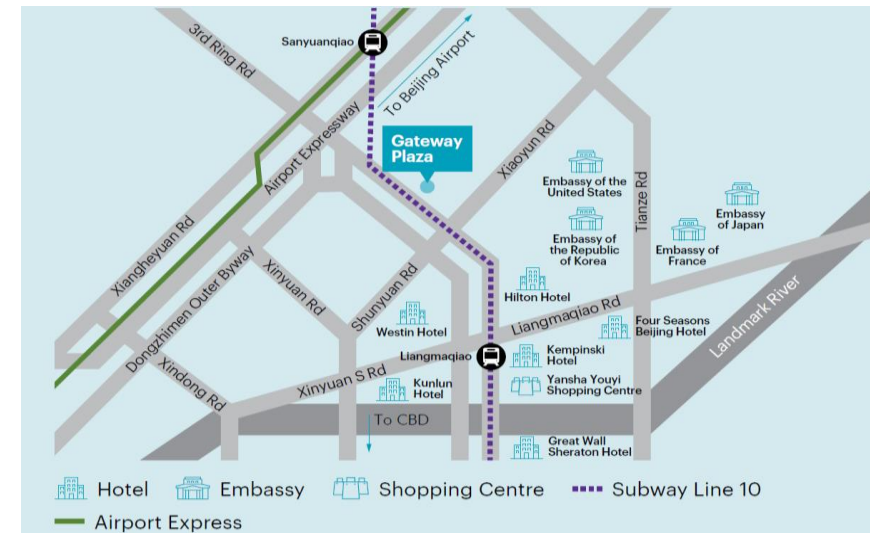 3rd Ring Rd
Sanyuanqiao
To Beijing Airport
Airport Expressway
Gateway
Plaza
Xiaoyun Rd
Embassy of the
United States
Tianze Rd
Embassy
of Japan
Embassy of
the Republic
of Korea
Embassy of
France
Xiangheyuan Rd
Dongzhimen Outer Byway
Xinyuan Rd
Shunyuan Rd
Hilton Hotel
Liangmaqiao Rd
Landmark River
Westin Hotel
Four Seasons
Beijing Hotel
Liangmaqiao
Kempinski
Hotel
Xindong Rd
Xinyuan S Rd
Kunlun
Hotel
Yansha Youyi
Shopping Centre
To CBD
Great Wall
Sheraton Hotel
Hotel
Embassy
Shopping Centre
Subway Line 10
Airport Express